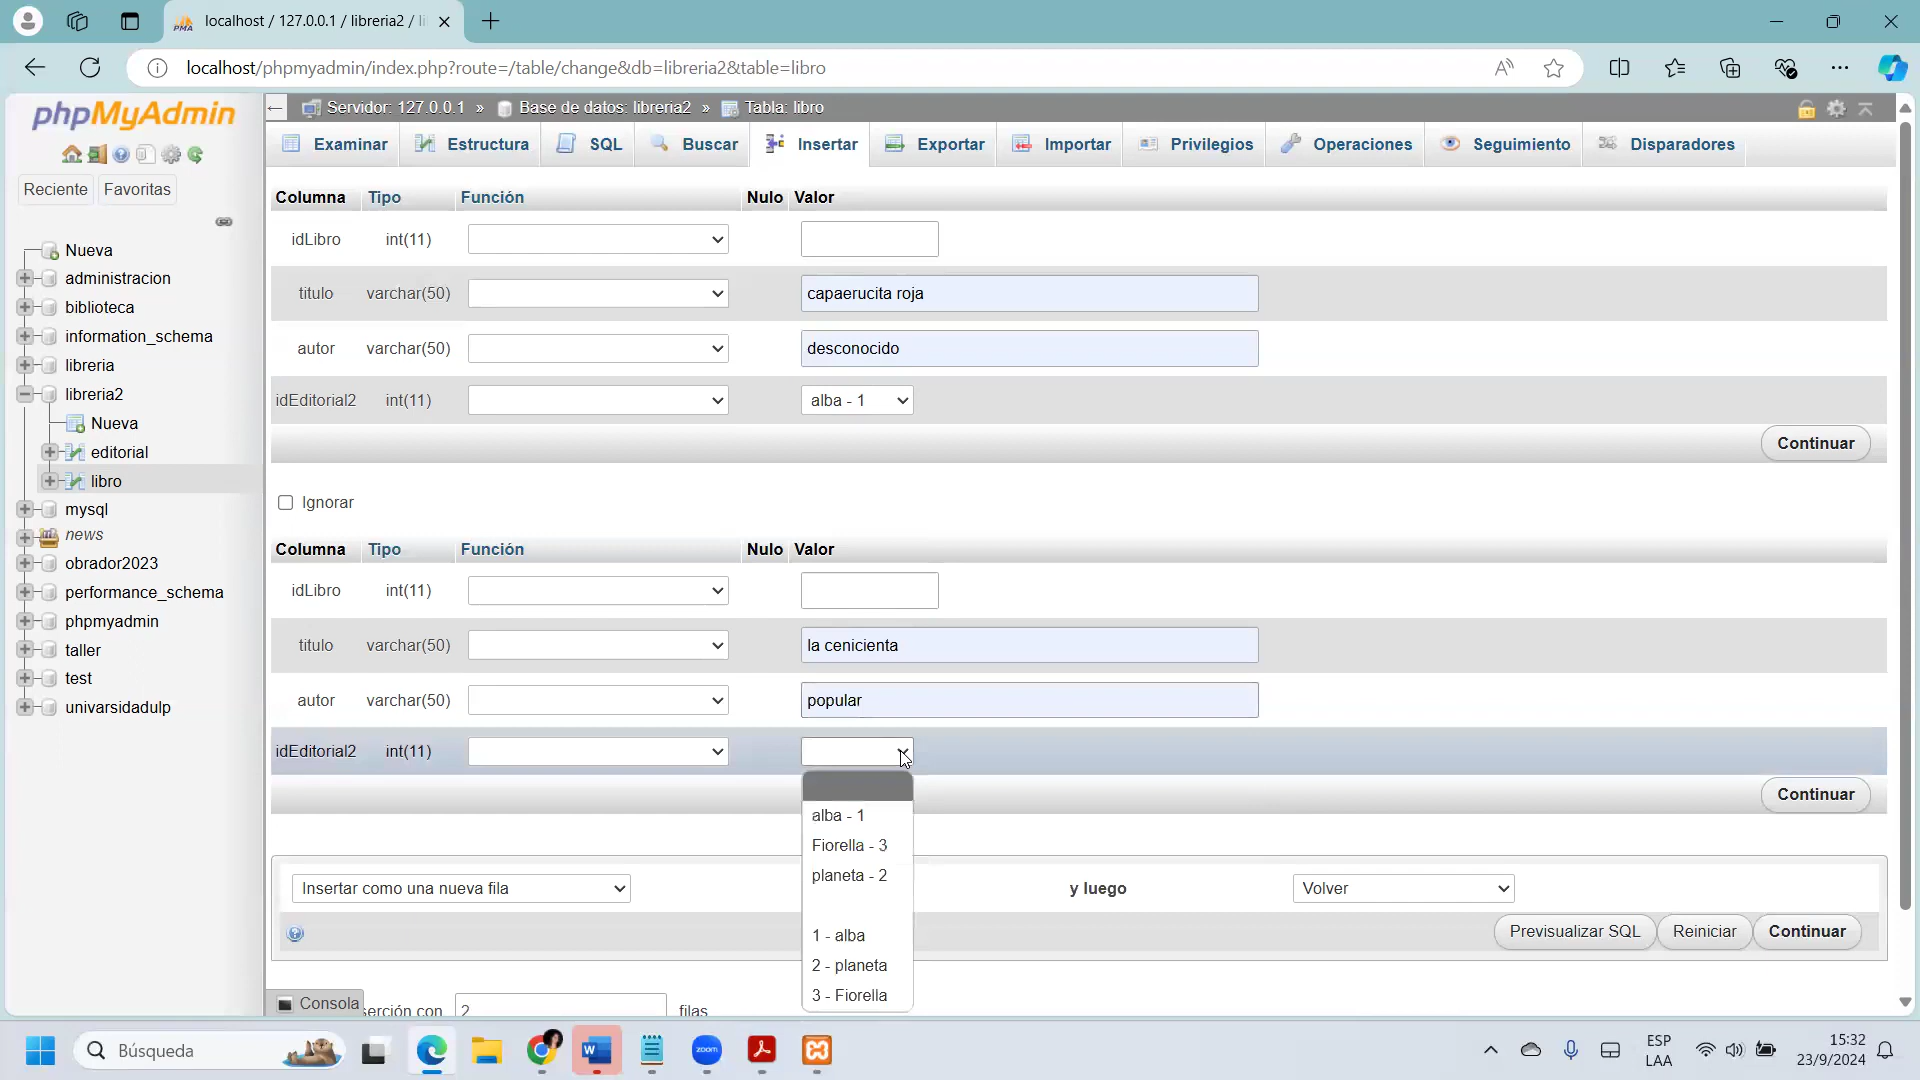 localhost / 127.0.0.1 / libreria2 / li
localhost/phpmyadmin/index.php?route=/table/change&db=libreria2&table=libro
phpMyAdmin
Reciente
Favoritas
Nueva
administracion
biblioteca
information_schema
libreria
libreria2
Nueva
editorial
libro
mysql
news
obrador2023
performance_schema
phpmyadmin
taller
test
univarsidadulp
Servidor: 127.0.0.1 » Base de datos: libreria2 » Tabla: libro
Examinar Estructura SQL Buscar Insertar Exportar Importar Privilegios Operaciones Seguimiento Disparadores
Columna Tipo Función Nulo Valor
idLibro int(11)
titulo varchar(50) capaerucita roja
autor varchar(50) desconocido
idEditorial2 int(11) alba - 1
Continuar
Ignorar
Columna Tipo Función Nulo Valor
idLibro int(11)
titulo varchar(50) la cenicienta
autor varchar(50) popular
idEditorial2 int(11)
alba - 1
Fiorella - 3
planeta - 2
1 - alba
2 - planeta
3 - Fiorella
Continuar
Insertar como una nueva fila y luego Volver
Previsualizar SQL Reiniciar Continuar
Consola
serción con 2 filas
Búsqueda
zoom
ESP
LAA
15:32
23/9/2024